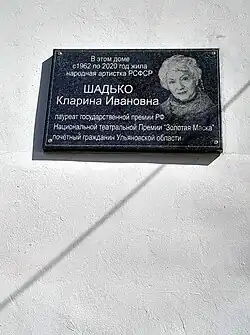 В этом доме
с1962 по 2020 год жила
народная артистка РСФСР
ШАДЬКО
Кларина Ивановна
лауреат государственной премии РФ
Национальной театральной Премии "Золотая Маска"
почётный гражданин Ульяновской области